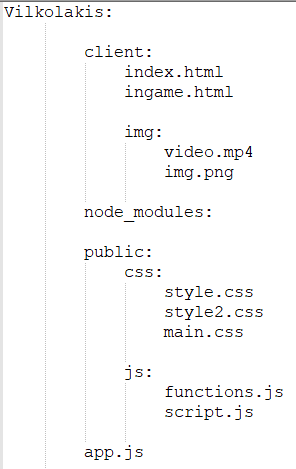 Vilkolakis:
client:
index.html
ingame.html
img:
video.mp4
img.png
node_modules:
public:
css:
style.css
style2.css
main.css
js:
functions.js
script.js
app.js